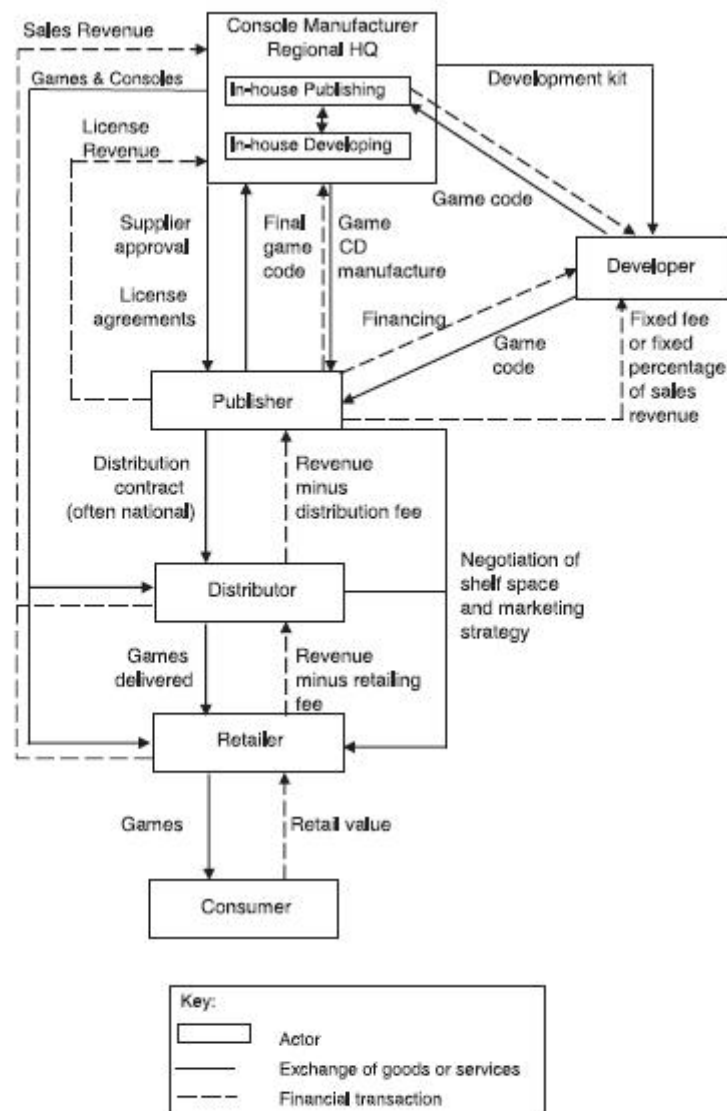 Sales Revenue
Console Manufacturer
Regional HQ
Games & Consoles
In-house Publishing
Development kit
License
Revenue
In-house Developing
Game code
Supplier
approval
Final
game
code
Game
CD
manufacture
Developer
License
agreements
Financing
Game
code
Fixed fee
or fixed
percentage
of sales
revenue
Publisher
Distribution
contract
(often national)
Revenue
minus
distribution fee
Negotiation of
shelf space
and marketing
strategy
Distributor
Games
delivered
Revenue
minus retailing
fee
Retailer
Games
Retail value
Consumer
Key:
Actor
Exchange of goods or services
Financial transaction